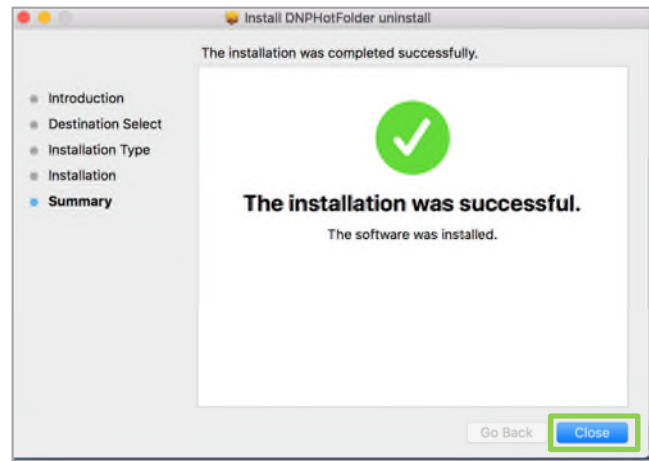 Install DNPHotFolder uninstall
The installation was completed successfully.
Introduction
Destination Select
Installation Type
Installation
Summary
The installation was successful.
The software was installed.
Go Back
Close